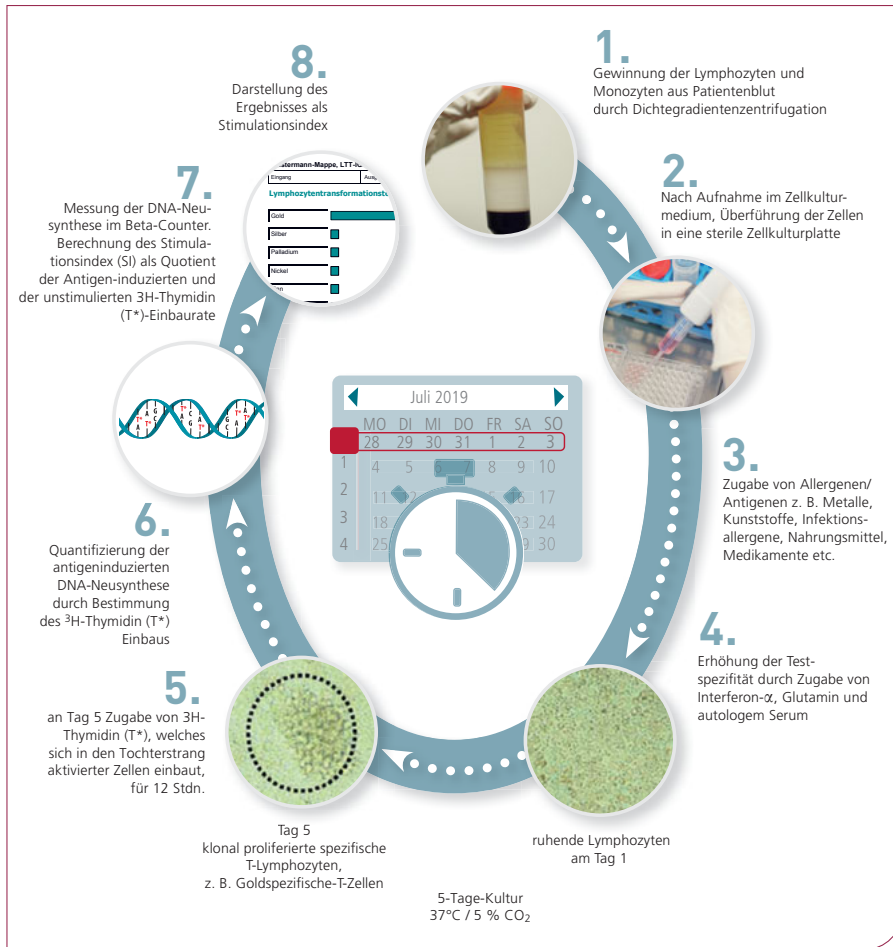 1.
Gewinnung der Lymphozyten und
Monozyten aus Patientenblut
durch Dichtegradientenzentrifugation
2.
Nach Aufnahme im Zellkultur-
medium, Überführung der Zellen
in eine sterile Zellkulturplatte
3.
Zugabe von Allergenen/
Antigenen z. B. Metalle,
Kunststoffe, Infektions-
allergene, Nahrungsmittel,
Medikamente etc.
4.
Erhöhung der Test-
spezifität durch Zugabe von
Interferon-α, Glutamin und
autologem Serum
ruhende Lymphozyten
am Tag 1
5-Tage-Kultur
37°C / 5 % CO₂
Tag 5
klonal proliferierte spezifische
T-Lymphozyten,
z. B. Goldspezifische-T-Zellen
5.
an Tag 5 Zugabe von 3H-
Thymidin (T*), welches
sich in den Tochterstrang
aktivierter Zellen einbaut,
für 12 Stdn.
6.
Quantifizierung der
antigeninduzierten
DNA-Neusynthese
durch Bestimmung
des ³H-Thymidin (T*)
Einbaus
7.
Messung der DNA-Neu-
synthese im Beta-Counter.
Berechnung des Stimula-
tionsindex (SI) als Quotient
der Antigen-induzierten und
der unstimulierten 3H-Thymidin
(T*)-Einbaurate
8.
Darstellung des
Ergebnisses als
Stimulationsindex
termann-Mappe, LTT-
Eingang
Lymphozytentransformationste
Gold
Silber
Palladium
Nickel
Juli 2019
MO DI MI DO FR SA SO
28 29 30 31 1 2 3
1 4 5 6 7 8 9 10
2 11 12 16 17
3 18 23 24
4 25 30